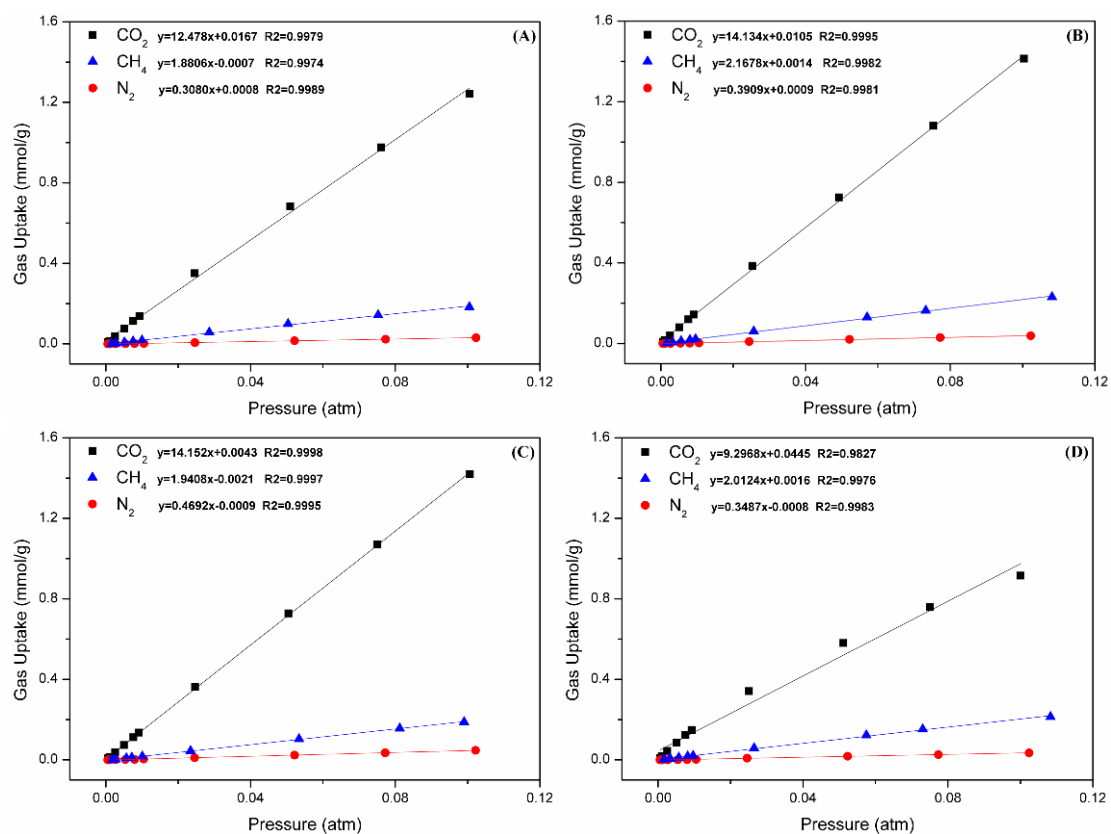 (A)
CO2 y=12.478x+0.0167 R2=0.9979
CH4 y=1.8806x-0.0007 R2=0.9974
N2 y=0.3080x+0.0008 R2=0.9989
1.6
1.2
0.8
0.4
0.0
Gas Uptake (mmol/g)
0.00 0.04 0.08 0.12
Pressure (atm)
(B)
CO2 y=14.134x+0.0105 R2=0.9995
CH4 y=2.1678x+0.0014 R2=0.9982
N2 y=0.3909x+0.0009 R2=0.9981
1.6
1.2
0.8
0.4
0.0
Gas Uptake (mmol/g)
0.00 0.04 0.08 0.12
Pressure (atm)
(C)
CO2 y=14.152x+0.0043 R2=0.9998
CH4 y=1.9408x-0.0021 R2=0.9997
N2 y=0.4692x-0.0009 R2=0.9995
1.6
1.2
0.8
0.4
0.0
Gas Uptake (mmol/g)
0.00 0.04 0.08 0.12
Pressure (atm)
(D)
CO2 y=9.2968x+0.0445 R2=0.9827
CH4 y=2.0124x+0.0016 R2=0.9976
N2 y=0.3487x-0.0008 R2=0.9983
1.6
1.2
0.8
0.4
0.0
Gas Uptake (mmol/g)
0.00 0.04 0.08 0.12
Pressure (atm)